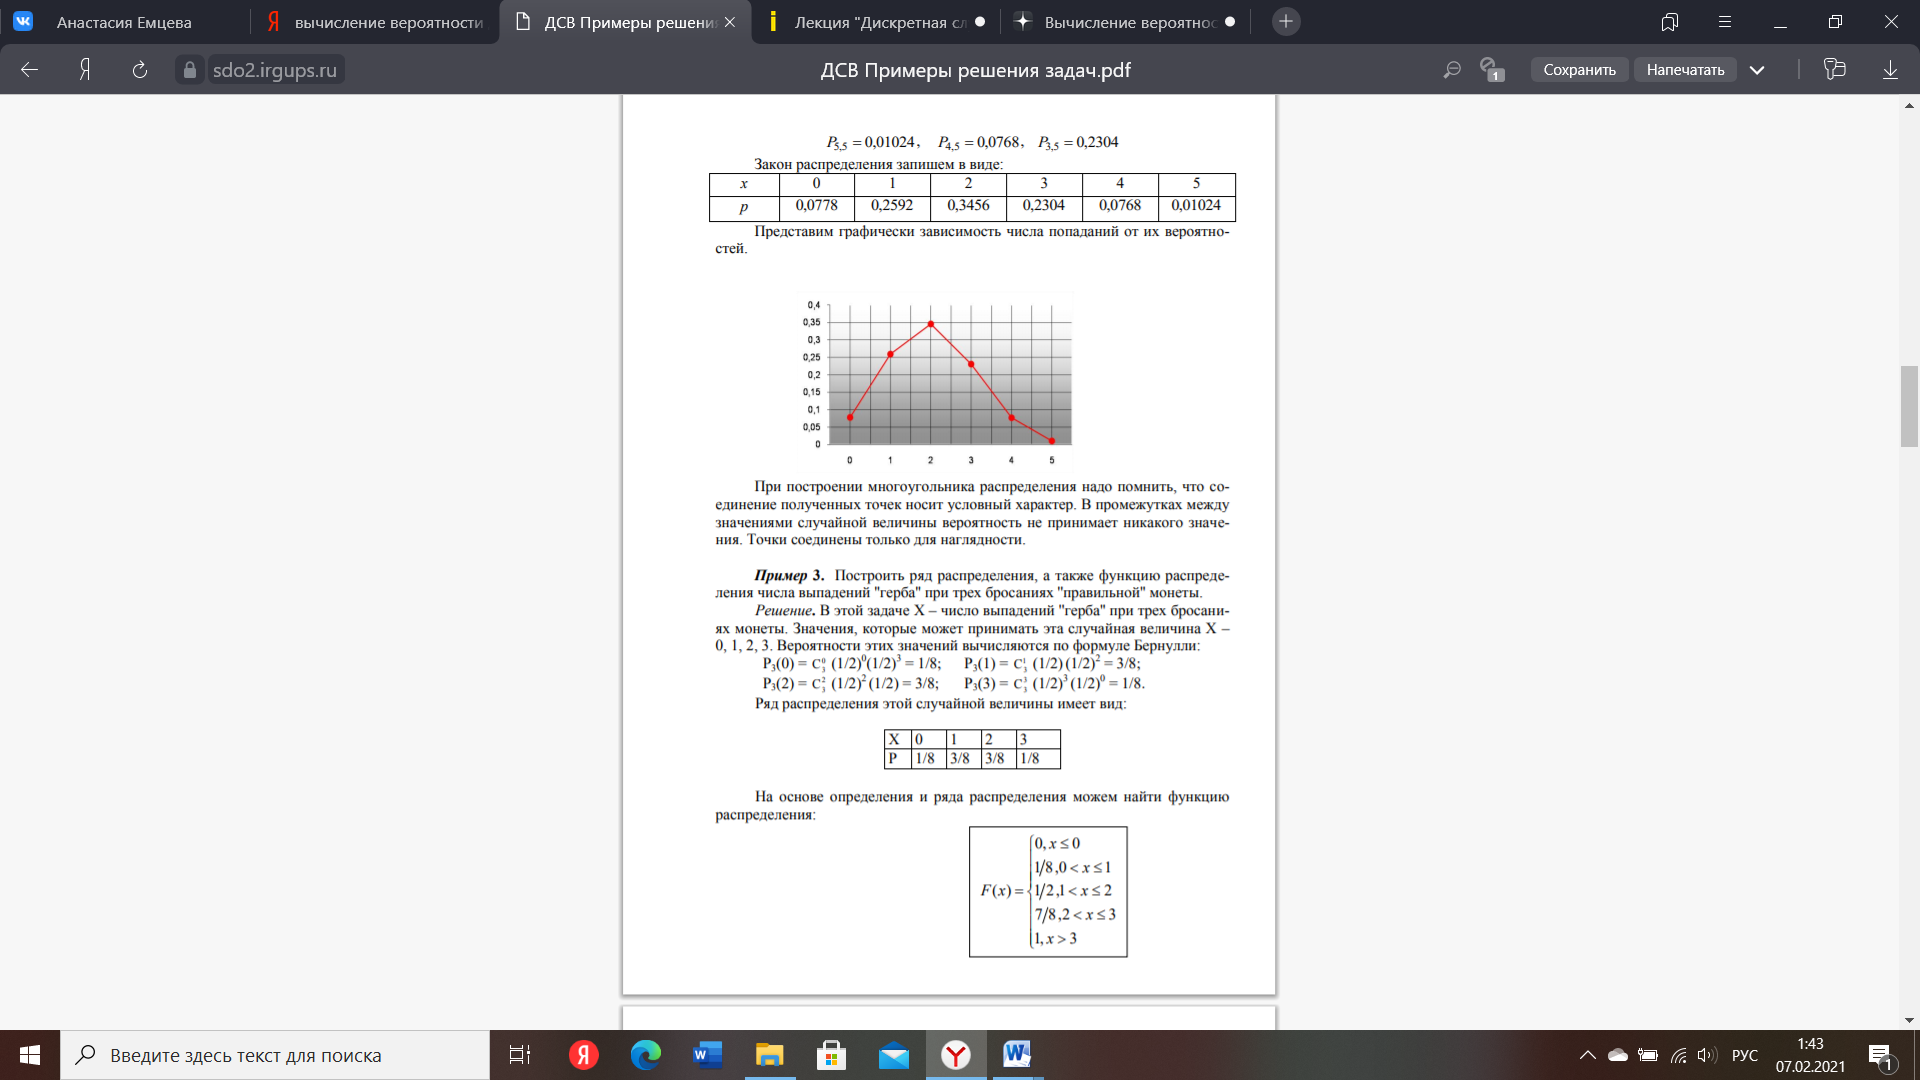 Анастасия Емцева
вычисление вероятности
ДСВ Примеры решени
Лекция "Дискретная сл
Вычисление вероятнос
sdo2.irgups.ru
ДСВ Примеры решения задач.pdf
1
Сохранить
Напечатать
P5,5 = 0,01024, P4,5 = 0,0768, P3,5 = 0,2304
Закон распределения запишем в виде:
x 0 1 2 3 4 5
p 0,0778 0,2592 0,3456 0,2304 0,0768 0,01024
Представим графически зависимость числа попаданий от их вероятно-
стей.
0,4
0,35
0,3
0,25
0,2
0,15
0,1
0,05
0
0 1 2 3 4 5
При построении многоугольника распределения надо помнить, что со-
единение полученных точек носит условный характер. В промежутках между
значениями случайной величины вероятность не принимает никакого значе-
ния. Точки соединены только для наглядности.
Пример 3. Построить ряд распределения, а также функцию распреде-
ления числа выпадений "герба" при трех бросаниях "правильной" монеты.
Решение. В этой задаче X – число выпадений "герба" при трех бросани-
ях монеты. Значения, которые может принимать эта случайная величина X –
0, 1, 2, 3. Вероятности этих значений вычисляются по формуле Бернулли:
P₃(0) = C₃⁰ (1/2)⁰(1/2)³ = 1/8; P₃(1) = C₃¹ (1/2) (1/2)² = 3/8;
P₃(2) = C₃² (1/2)² (1/2) = 3/8; P₃(3) = C₃³ (1/2)³ (1/2)⁰ = 1/8.
Ряд распределения этой случайной величины имеет вид:
X 0 1 2 3
P 1/8 3/8 3/8 1/8
На основе определения и ряда распределения можем найти функцию
распределения:
0, x ≤ 0
1/8, 0 < x ≤ 1
F(x) = { 1/2, 1 < x ≤ 2
7/8, 2 < x ≤ 3
1, x > 3
Введите здесь текст для поиска
РУС
1:43
07.02.2021
1